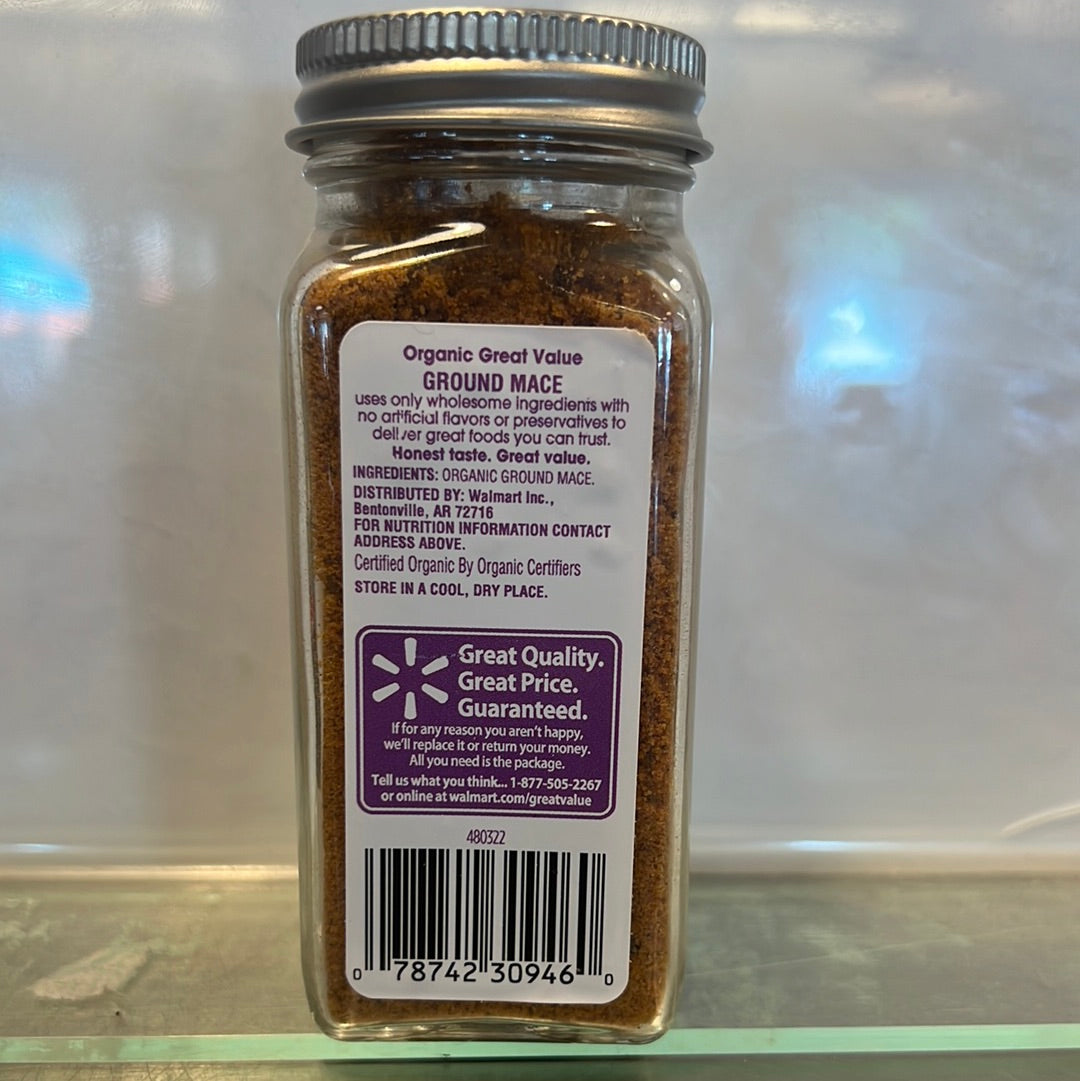 Organic Great Value
GROUND MACE
uses only wholesome ingredients with
no artificial flavors or preservatives to
deliver great foods you can trust.
Honest taste. Great value.
INGREDIENTS: ORGANIC GROUND MACE.
DISTRIBUTED BY: Walmart Inc.,
Bentonville, AR 72716
FOR NUTRITION INFORMATION CONTACT
ADDRESS ABOVE.
Certified Organic By Organic Certifiers
STORE IN A COOL, DRY PLACE.
Great Quality.
Great Price.
Guaranteed.
If for any reason you aren't happy,
we'll replace it or return your money.
All you need is the package.
Tell us what you think... 1-877-505-2267
or online at walmart.com/greatvalue
480322
0 78742 30946 0